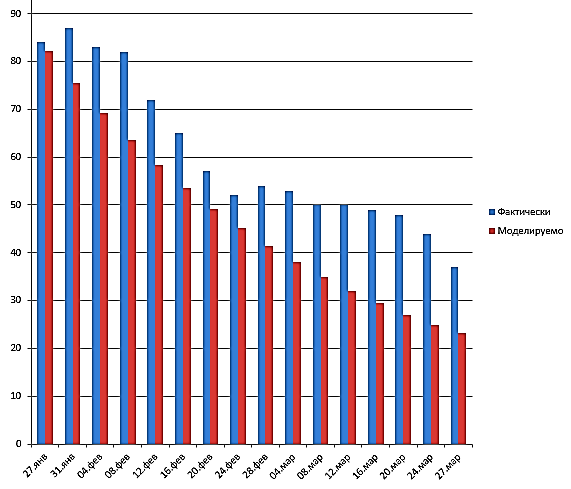 90
80
70
60
50
40
30
20
10
0
27.янв
31.янв
04.фев
08.фев
12.фев
16.фев
20.фев
24.фев
28.фев
04.мар
08.мар
12.мар
16.мар
20.мар
24.мар
27.мар
Фактически
Моделируемо